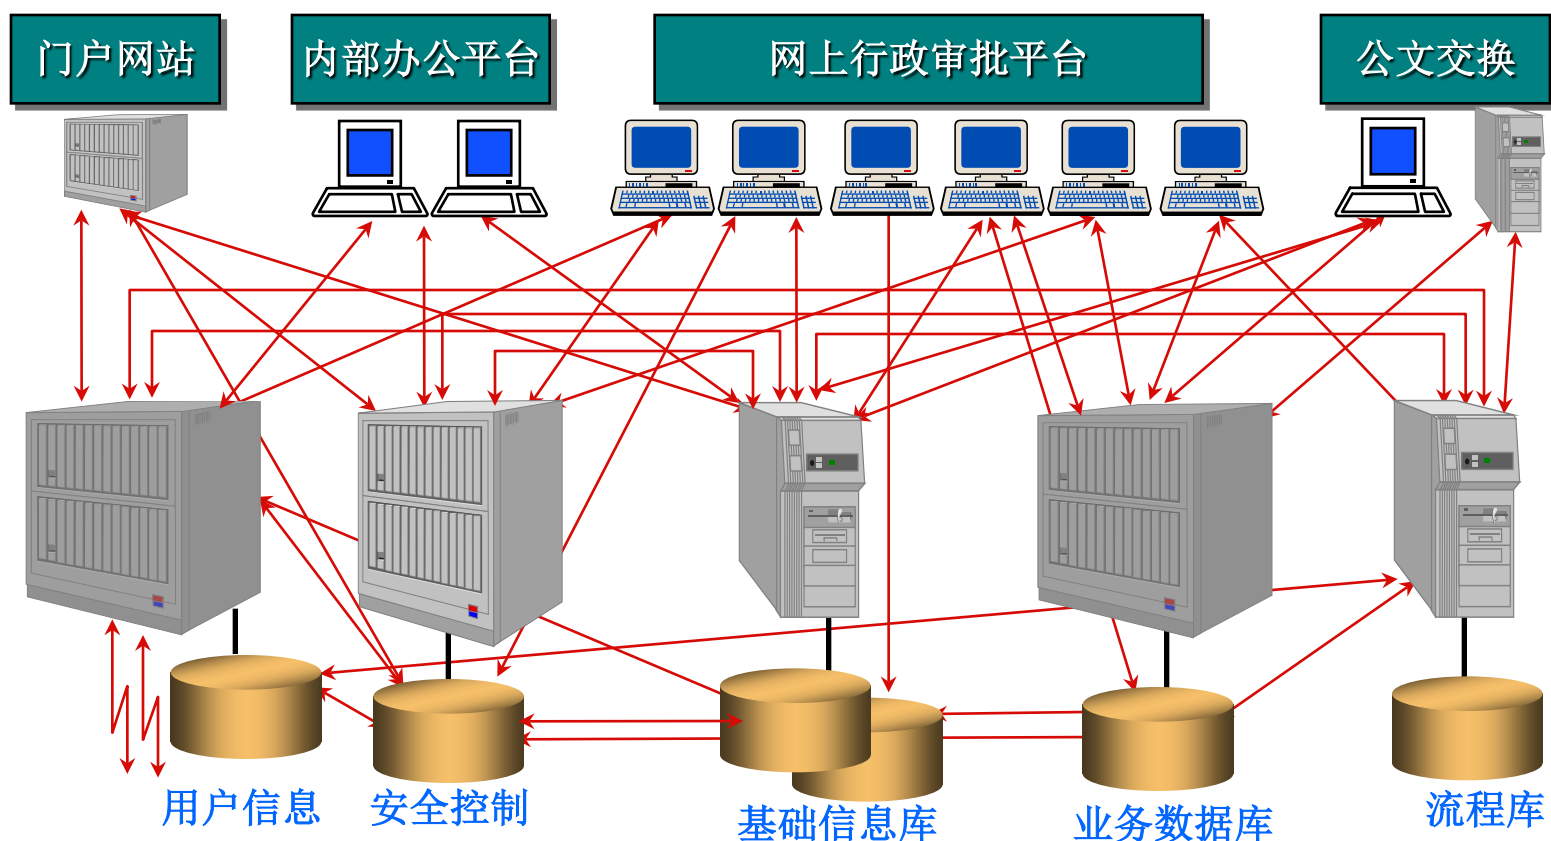 门户网站
内部办公平台
网上行政审批平台
公文交换
用户信息
安全控制
基础信息库
业务数据库
流程库